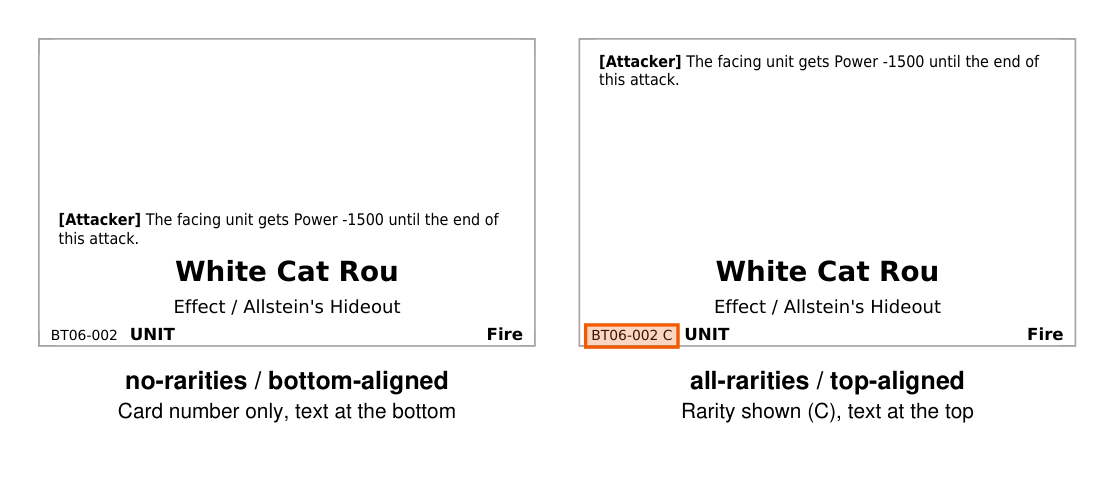 [Attacker] The facing unit gets Power -1500 until the end of
this attack.
White Cat Rou
Effect / Allstein's Hideout
BT06-002 UNIT Fire
no-rarities / bottom-aligned
Card number only, text at the bottom
[Attacker] The facing unit gets Power -1500 until the end of
this attack.
White Cat Rou
Effect / Allstein's Hideout
BT06-002 C UNIT Fire
all-rarities / top-aligned
Rarity shown (C), text at the top